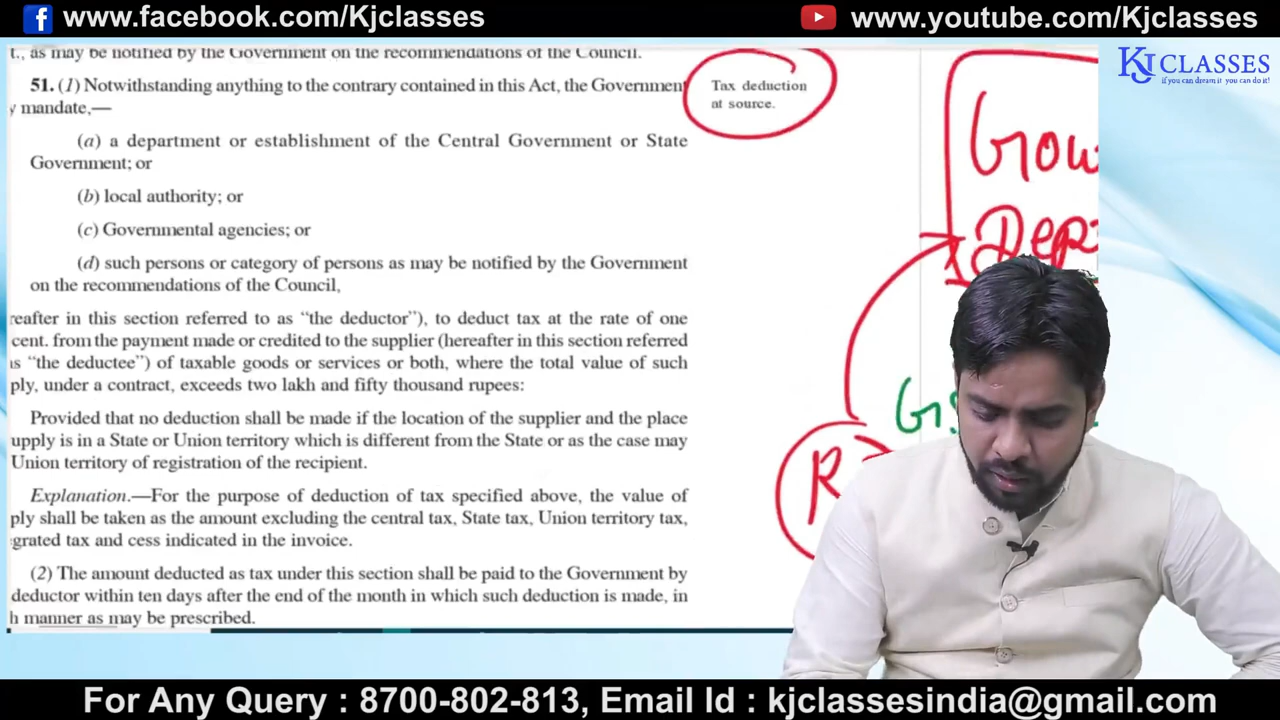 www.facebook.com/Kjclasses
www.youtube.com/Kjclasses
t., as may be notified by the Government on the recommendations of the Council.
51. (1) Notwithstanding anything to the contrary contained in this Act, the Government
y mandate,—
Tax deduction
at source.
(a) a department or establishment of the Central Government or State
Government; or
(b) local authority; or
(c) Governmental agencies; or
(d) such persons or category of persons as may be notified by the Government
on the recommendations of the Council,
reafter in this section referred to as “the deductor”), to deduct tax at the rate of one
cent. from the payment made or credited to the supplier (hereafter in this section referred
as “the deductee”) of taxable goods or services or both, where the total value of such
ply, under a contract, exceeds two lakh and fifty thousand rupees:
Provided that no deduction shall be made if the location of the supplier and the place
upply is in a State or Union territory which is different from the State or as the case may
Union territory of registration of the recipient.
Explanation.—For the purpose of deduction of tax specified above, the value of
ply shall be taken as the amount excluding the central tax, State tax, Union territory tax,
grated tax and cess indicated in the invoice.
(2) The amount deducted as tax under this section shall be paid to the Government by
deductor within ten days after the end of the month in which such deduction is made, in
h manner as may be prescribed.
KJ CLASSES
if you can dream it you can do it!
Gov
Dep
R
For Any Query : 8700-802-813, Email Id : kjclassesindia@gmail.com